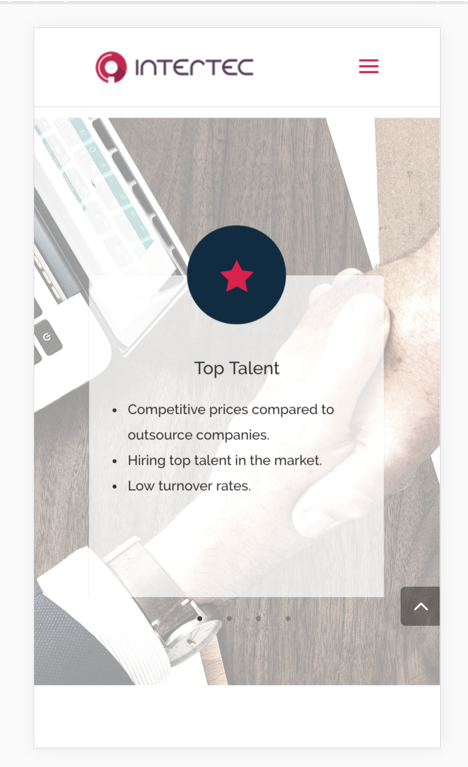 INTERTEC
Top Talent
• Competitive prices compared to
outsource companies.
• Hiring top talent in the market.
• Low turnover rates.